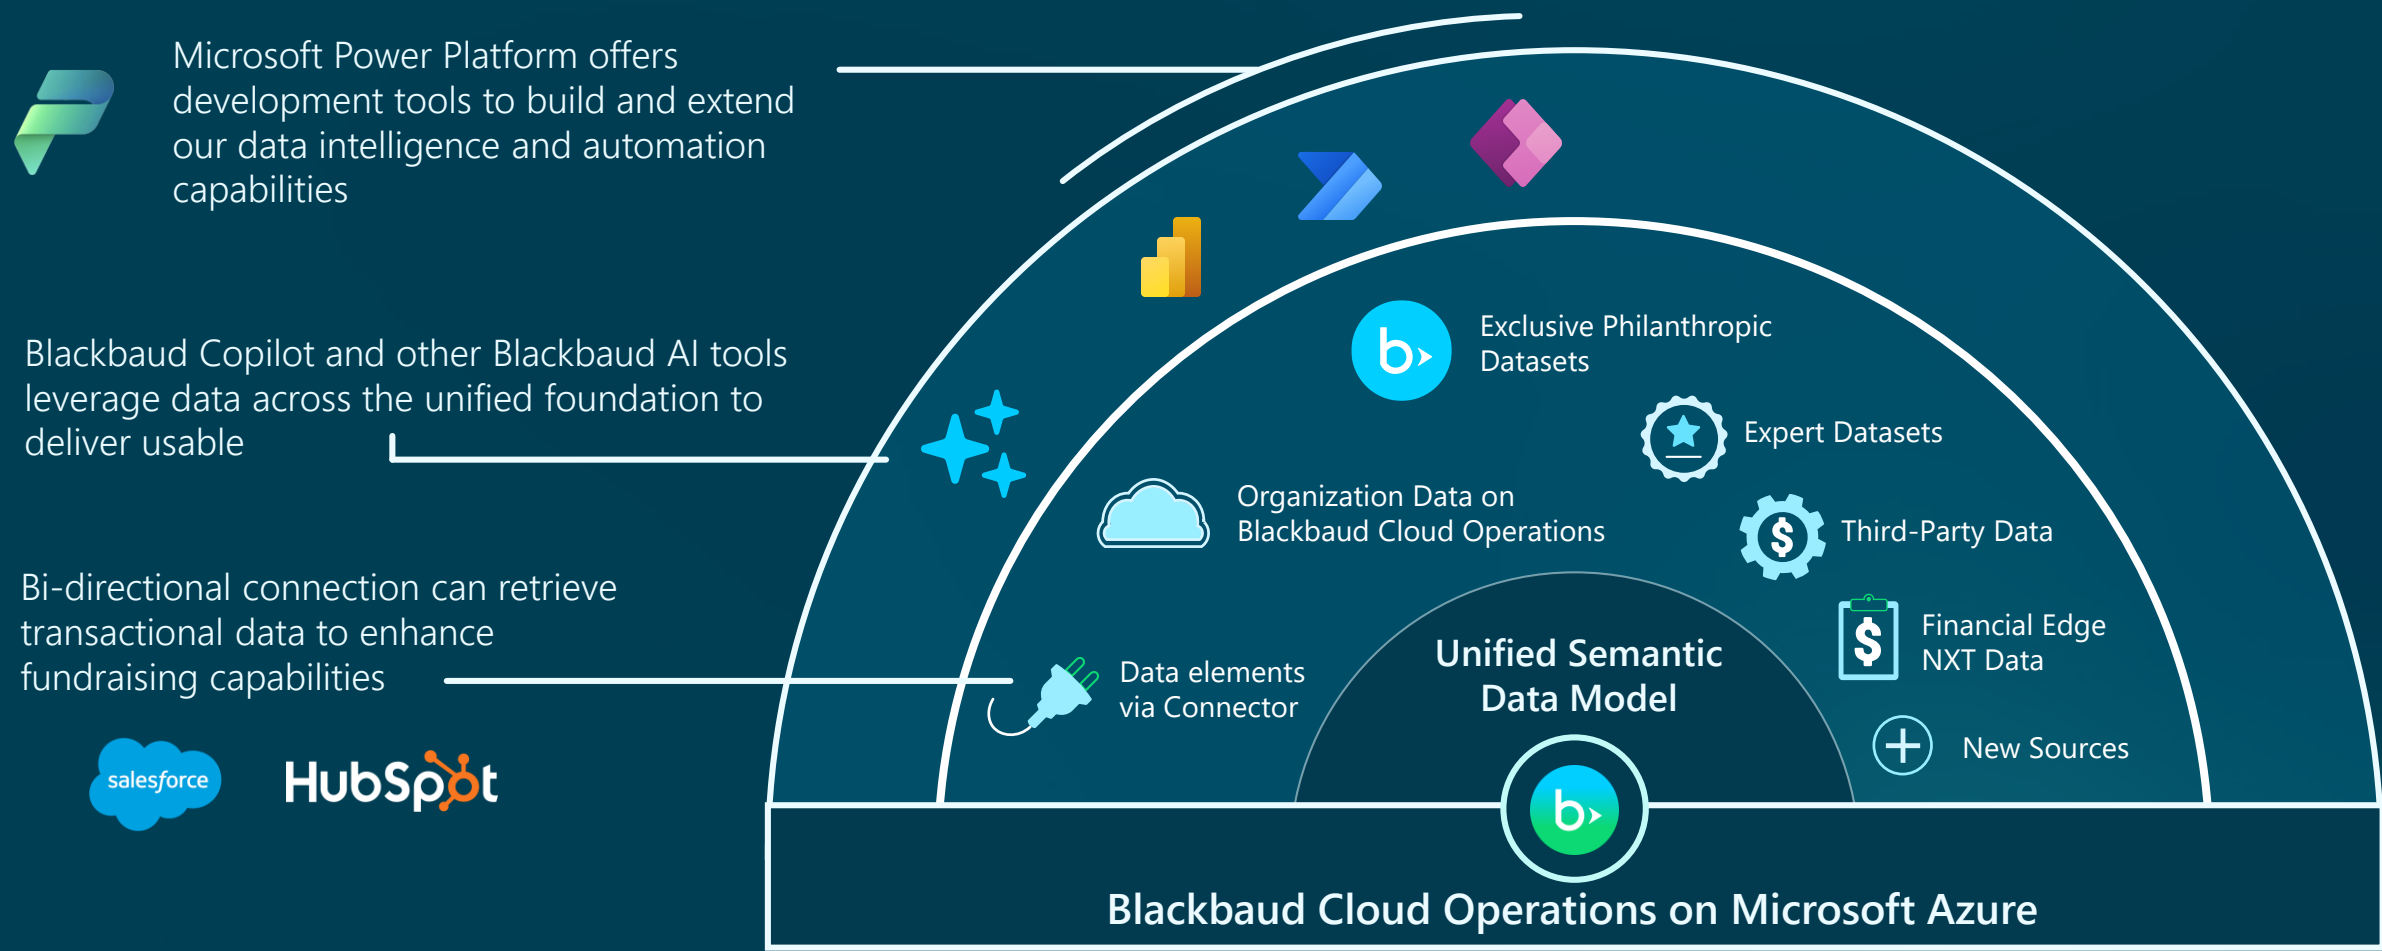 Microsoft Power Platform offers
development tools to build and extend
our data intelligence and automation
capabilities
Blackbaud Copilot and other Blackbaud AI tools
leverage data across the unified foundation to
deliver usable
Bi-directional connection can retrieve
transactional data to enhance
fundraising capabilities
salesforce
HubSpot
b
Exclusive Philanthropic
Datasets
Expert Datasets
Organization Data on
Blackbaud Cloud Operations
$
Third-Party Data
$
Financial Edge
NXT Data
Data elements
via Connector
New Sources
Unified Semantic
Data Model
b
Blackbaud Cloud Operations on Microsoft Azure